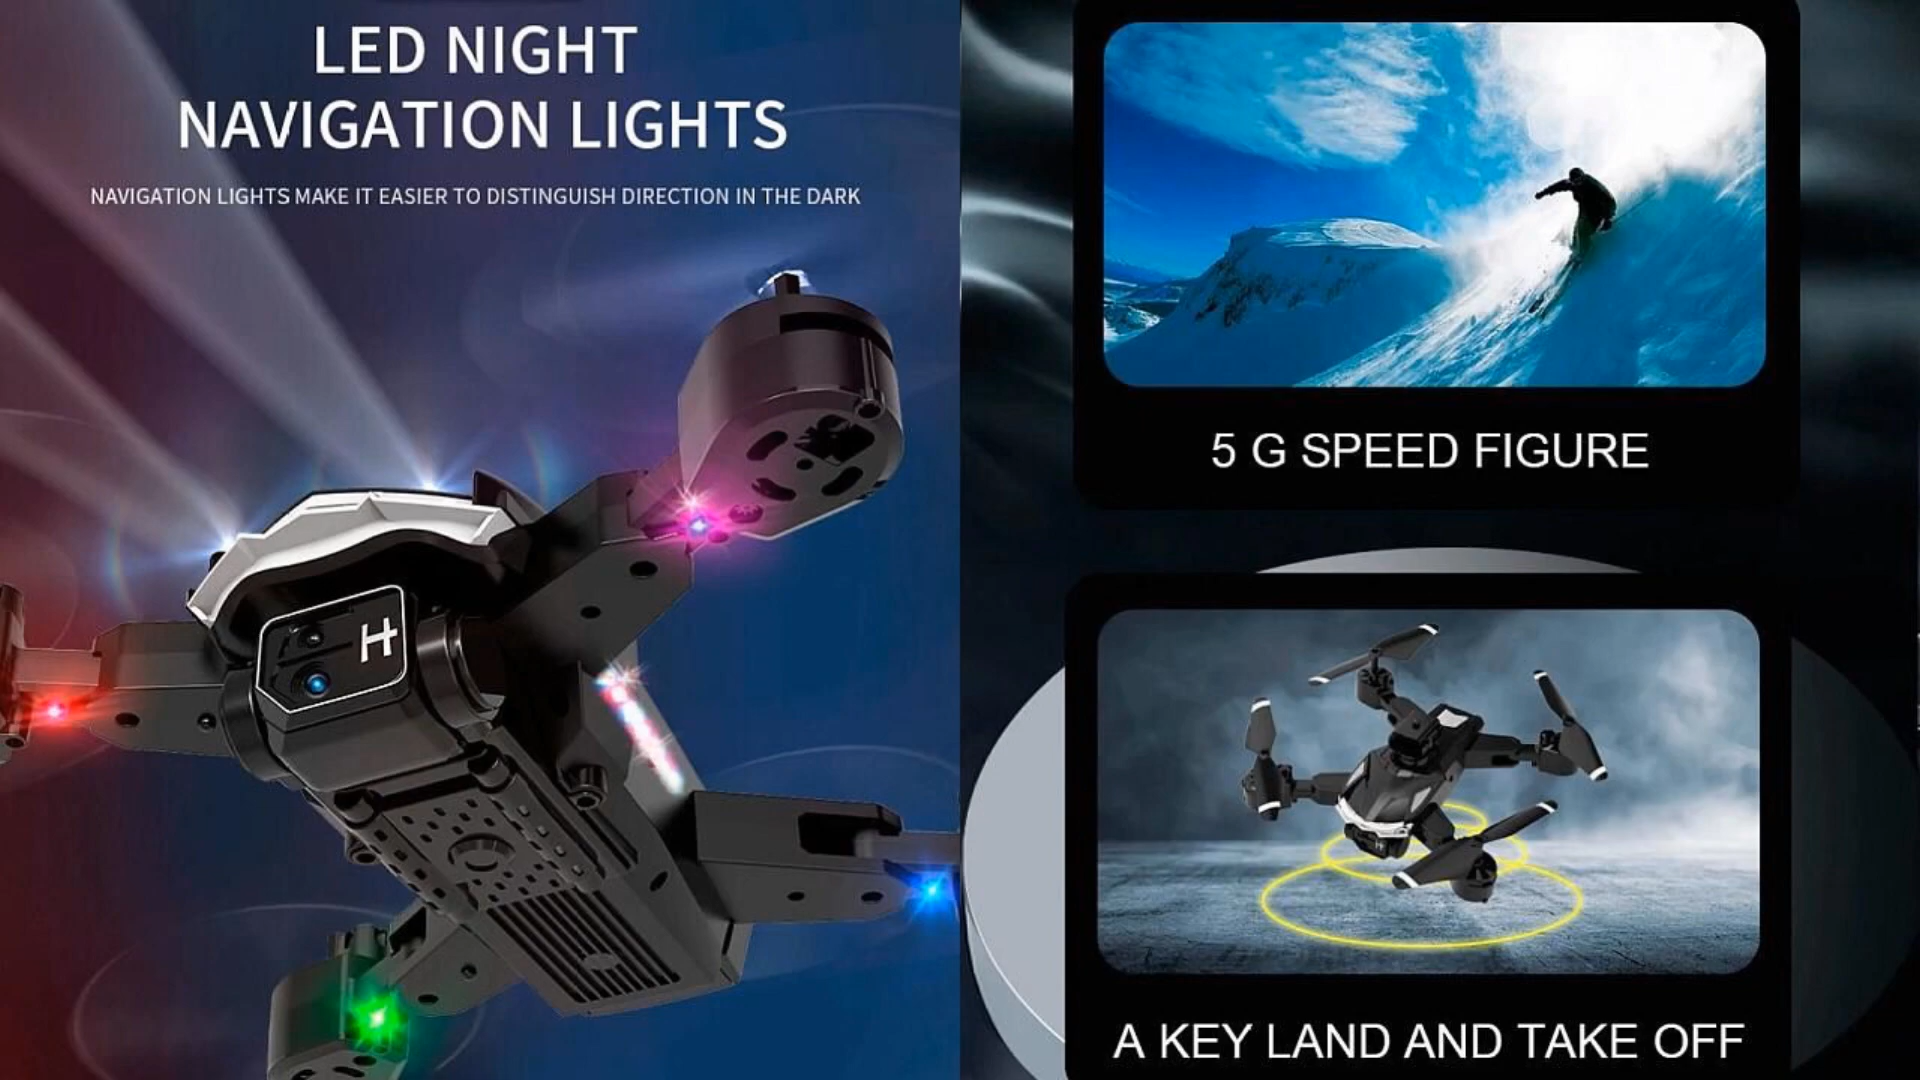 LED NIGHT
NAVIGATION LIGHTS
NAVIGATION LIGHTS MAKE IT EASIER TO DISTINGUISH DIRECTION IN THE DARK
H
5 G SPEED FIGURE
A KEY LAND AND TAKE OFF